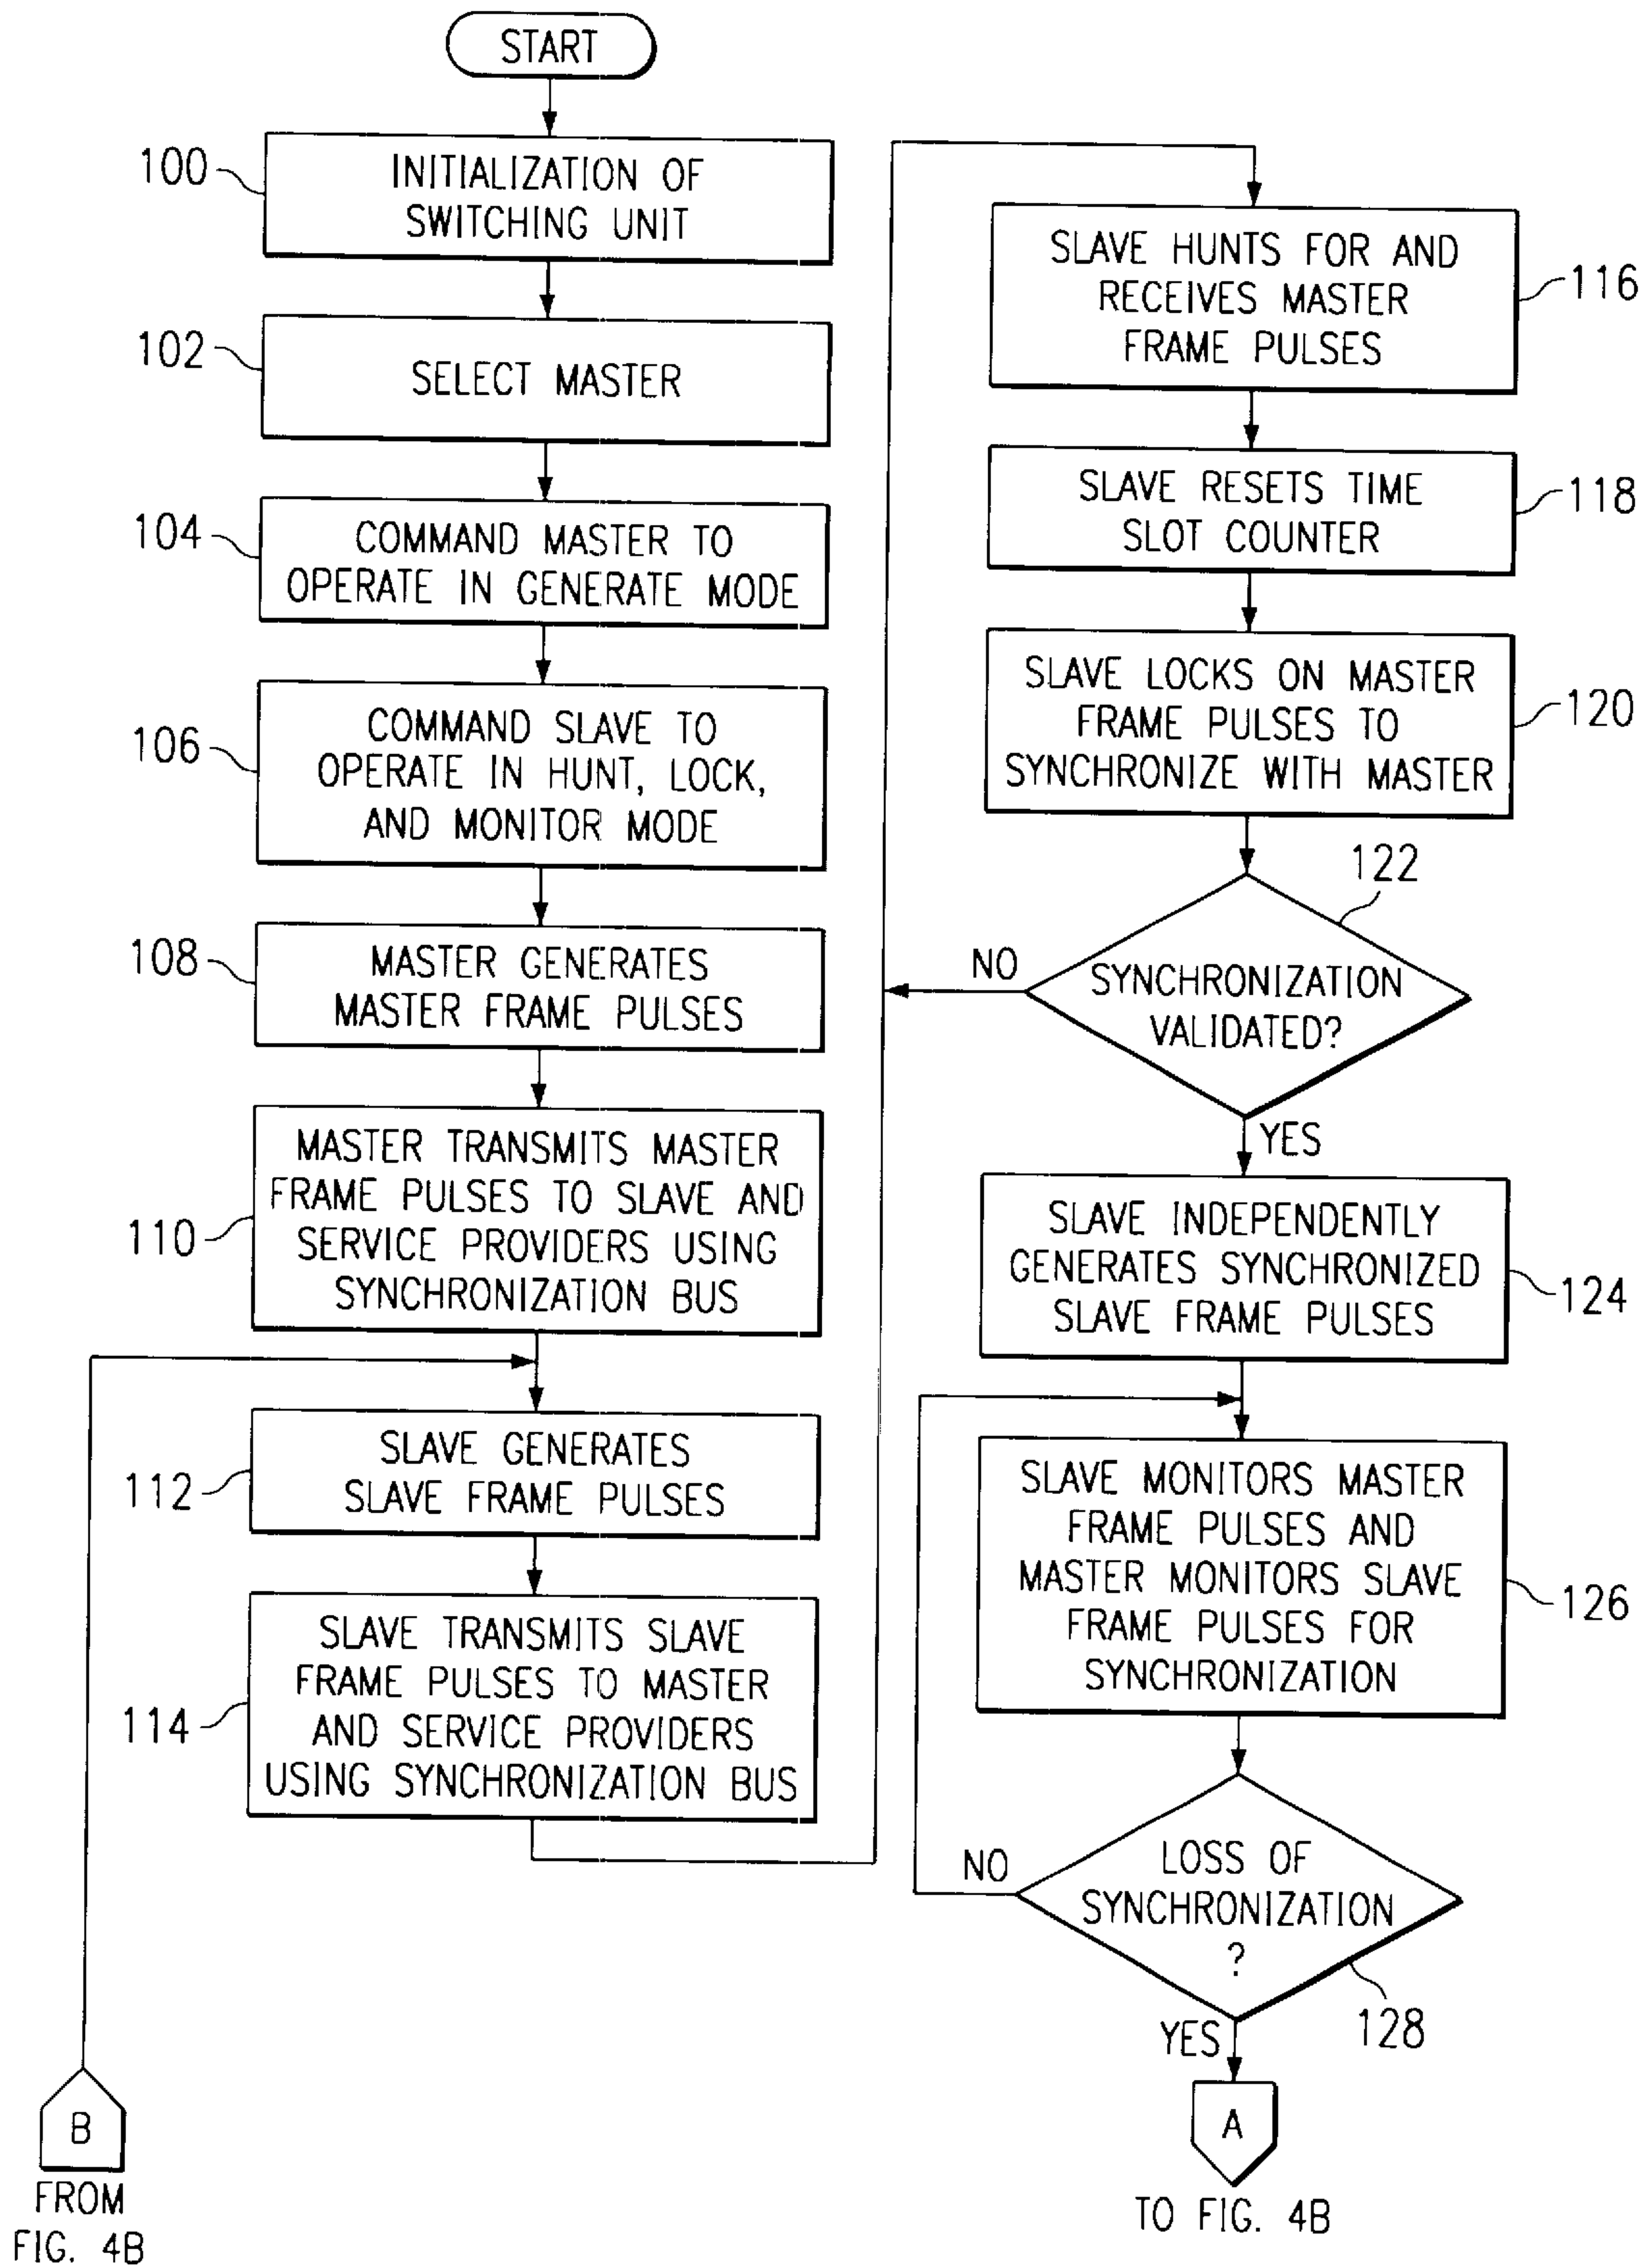 START
100
INITIALIZATION OF
SWITCHING UNIT
102
SELECT MASTER
104
COMMAND MASTER TO
OPERATE IN GENERATE MODE
106
COMMAND SLAVE TO
OPERATE IN HUNT, LOCK,
AND MONITOR MODE
108
MASTER GENERATES
MASTER FRAME PULSES
110
MASTER TRANSMITS MASTER
FRAME PULSES TO SLAVE AND
SERVICE PROVIDERS USING
SYNCHRONIZATION BUS
112
SLAVE GENERATES
SLAVE FRAME PULSES
114
SLAVE TRANSMITS SLAVE
FRAME PULSES TO MASTER
AND SERVICE PROVIDERS
USING SYNCHRONIZATION BUS
B
FROM
FIG. 4B
SLAVE HUNTS FOR AND
RECEIVES MASTER
FRAME PULSES
116
SLAVE RESETS TIME
SLOT COUNTER
118
SLAVE LOCKS ON MASTER
FRAME PULSES TO
SYNCHRONIZE WITH MASTER
120
122
NO
SYNCHRONIZATION
VALIDATED?
YES
SLAVE INDEPENDENTLY
GENERATES SYNCHRONIZED
SLAVE FRAME PULSES
124
SLAVE MONITORS MASTER
FRAME PULSES AND
MASTER MONITORS SLAVE
FRAME PULSES FOR
SYNCHRONIZATION
126
NO
LOSS OF
SYNCHRONIZATION
?
128
YES
A
TO FIG. 4B